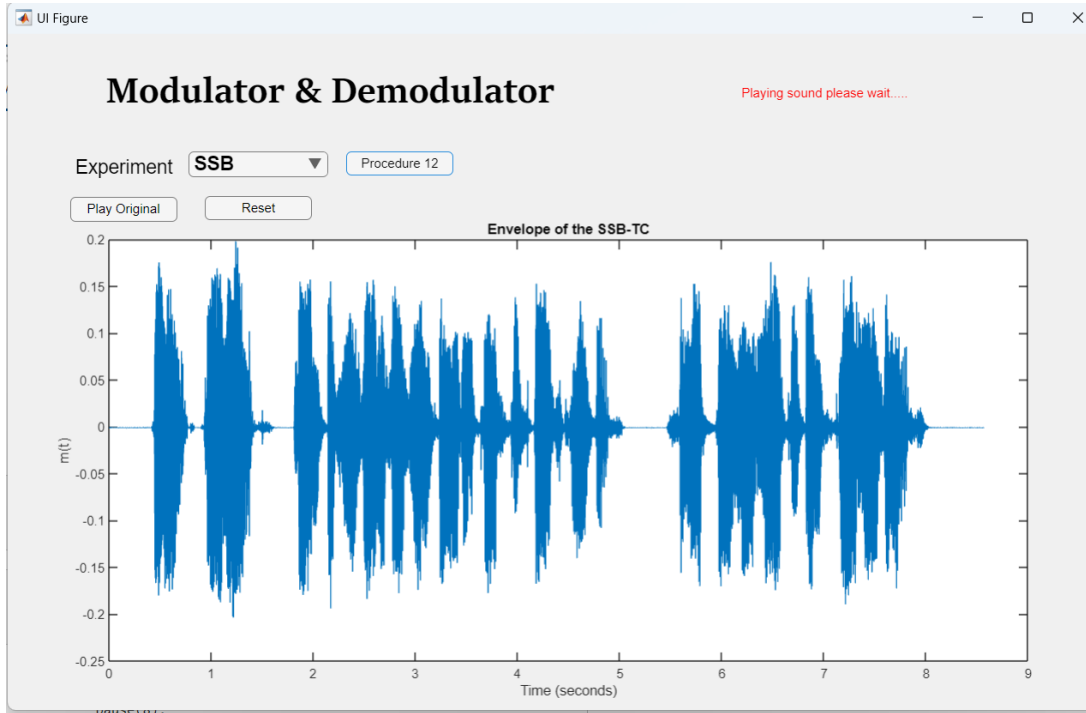 UI Figure
Modulator & Demodulator
Playing sound please wait.....
Experiment SSB Procedure 12
Play Original Reset
Envelope of the SSB-TC
0.2
0.15
0.1
0.05
0
-0.05
-0.1
-0.15
-0.2
-0.25
m(t)
0 1 2 3 4 5 6 7 8 9
Time (seconds)